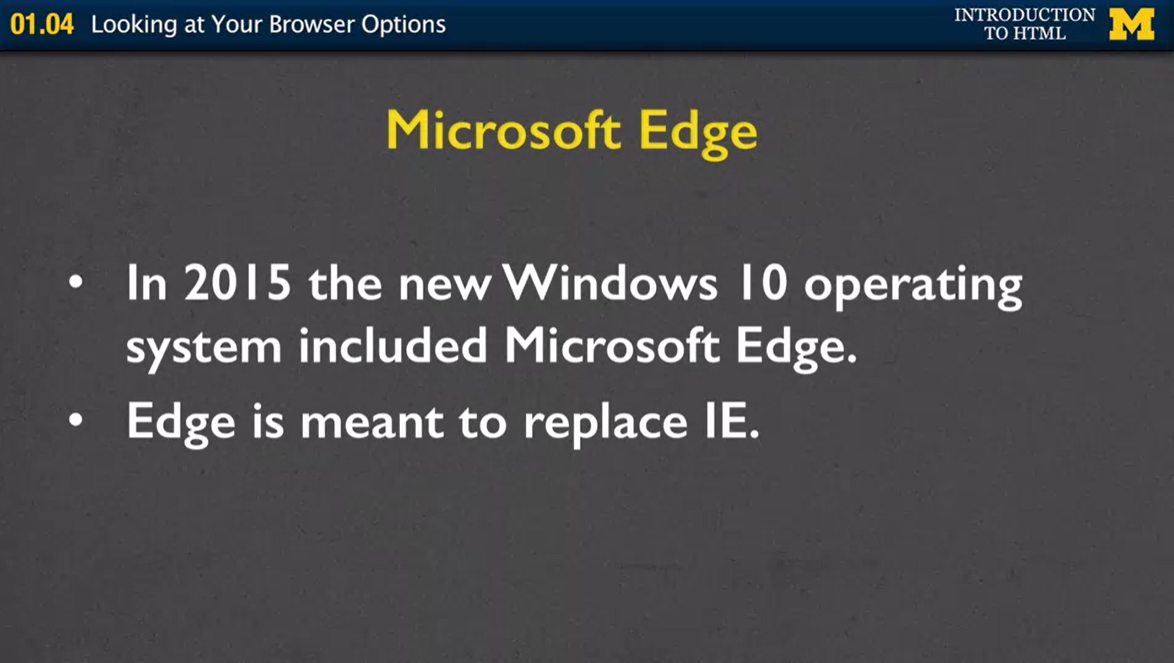 01.04 Looking at Your Browser Options
INTRODUCTION
TO HTML
M
Microsoft Edge
• In 2015 the new Windows 10 operating
system included Microsoft Edge.
• Edge is meant to replace IE.